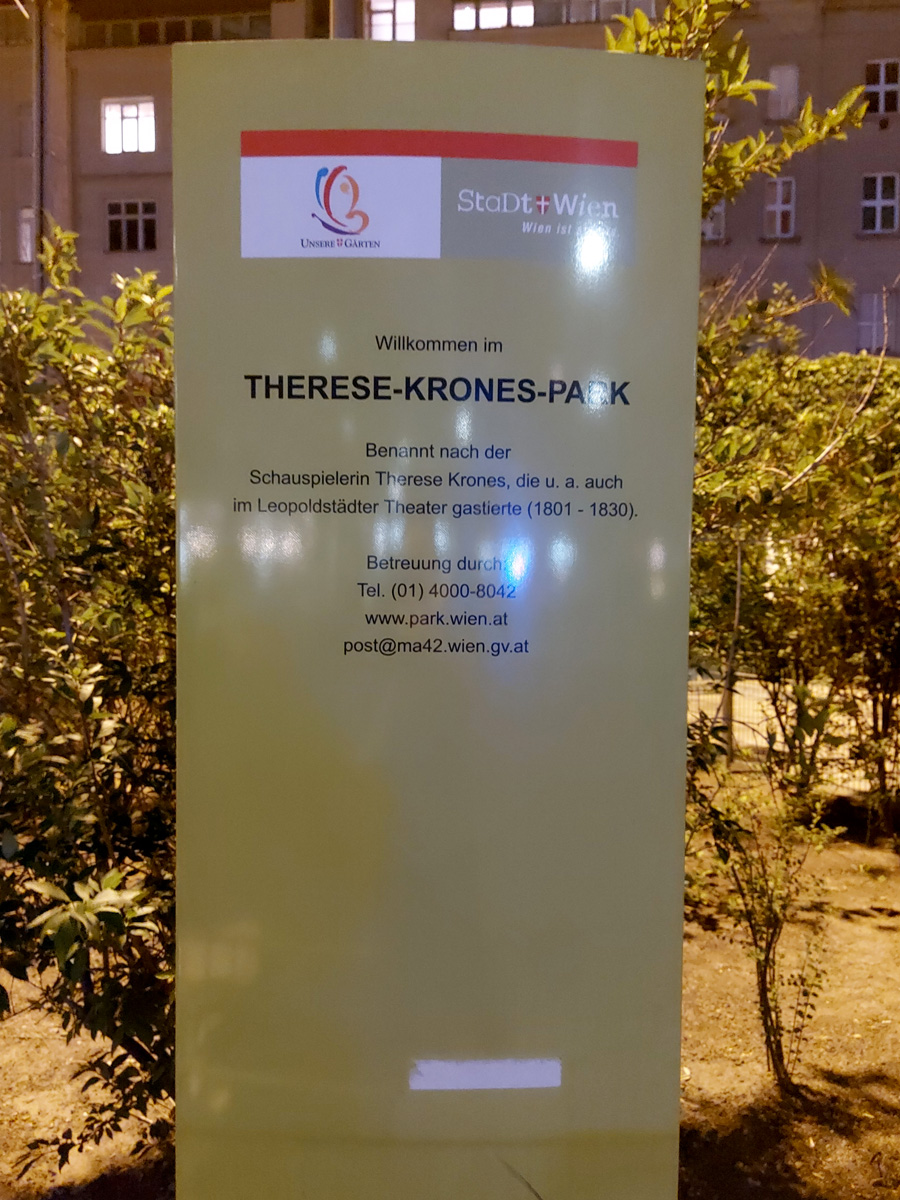 UNSERE GÄRTEN
StaDt Wien
Wien ist
Willkommen im
THERESE-KRONES-PARK
Benannt nach der
Schauspielerin Therese Krones, die u. a. auch
im Leopoldstädter Theater gastierte (1801 - 1830).
Betreuung durch:
Tel. (01) 4000-8042
www.park.wien.at
post@ma42.wien.gv.at